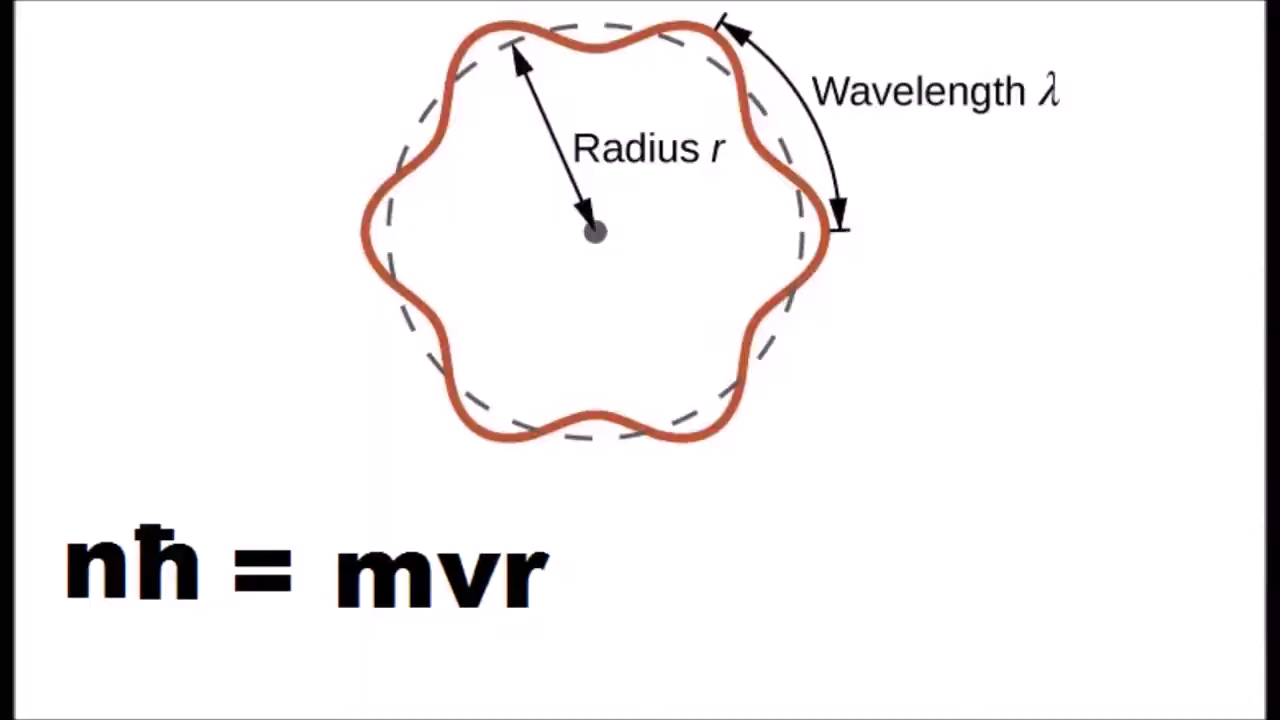 Wavelength λ
Radius r
nħ = mvr